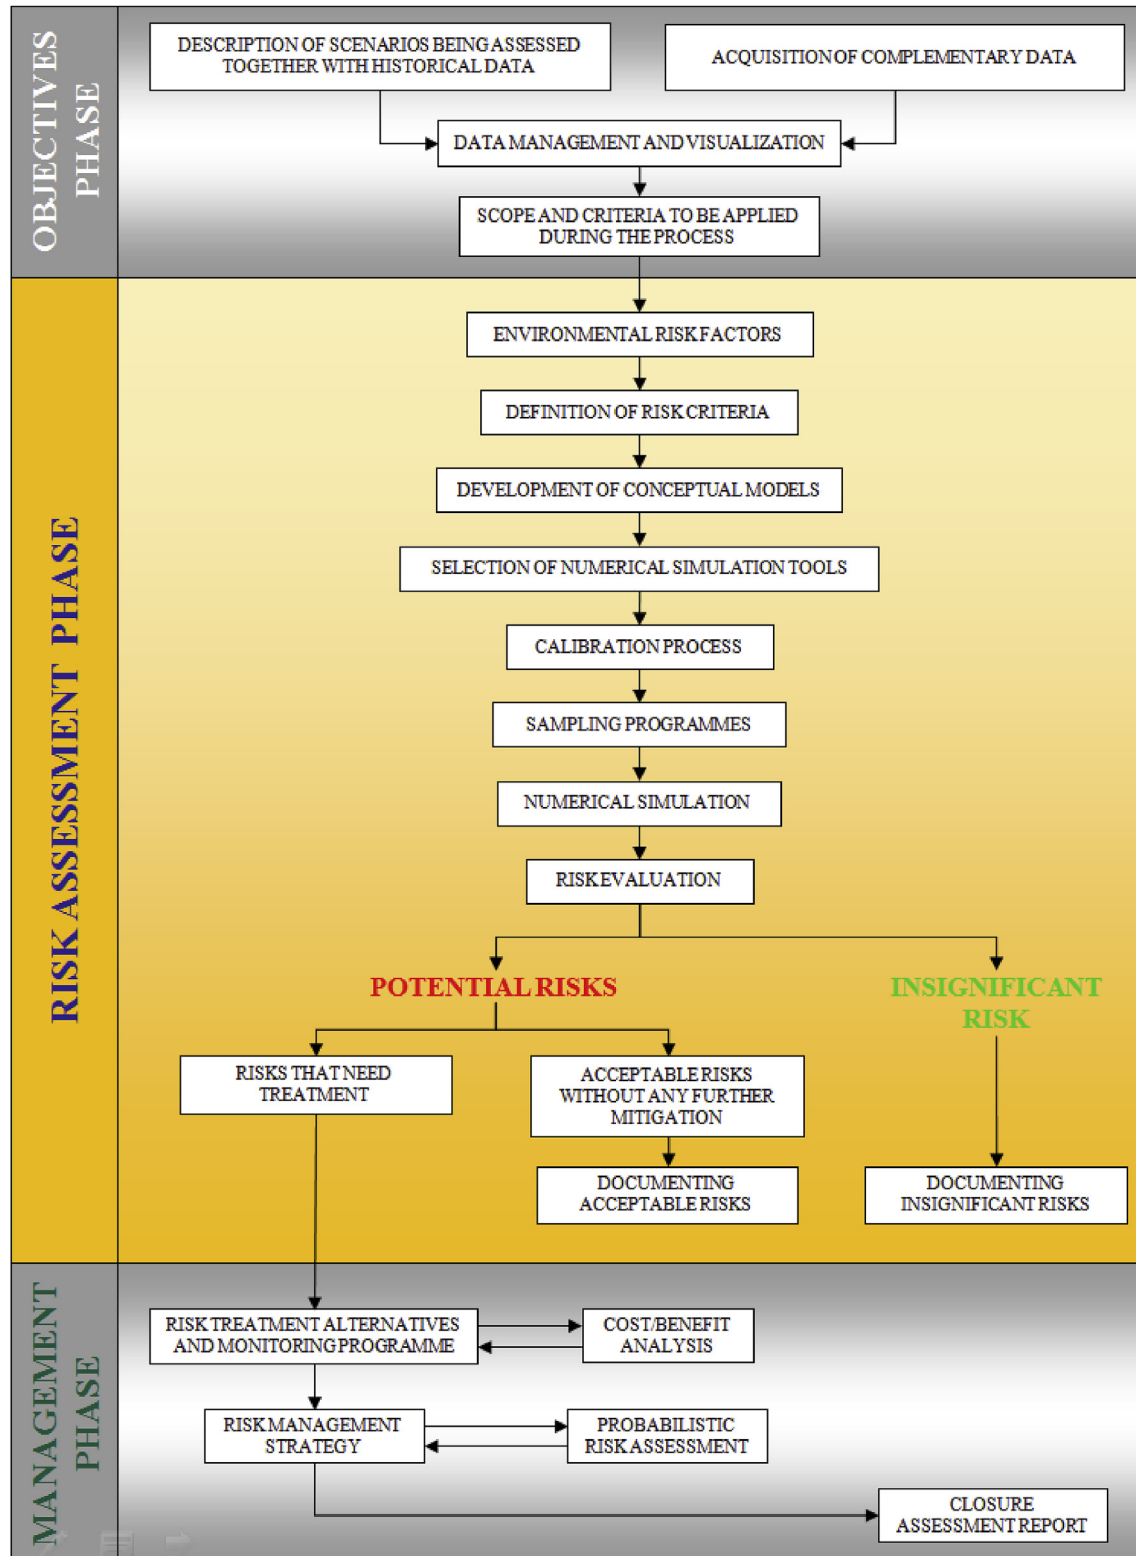 OBJECTIVES
PHASE
DESCRIPTION OF SCENARIOS BEING ASSESSED
TOGETHER WITH HISTORICAL DATA
ACQUISITION OF COMPLEMENTARY DATA
DATA MANAGEMENT AND VISUALIZATION
SCOPE AND CRITERIA TO BE APPLIED
DURING THE PROCESS
RISK ASSESSMENT PHASE
ENVIRONMENTAL RISK FACTORS
DEFINITION OF RISK CRITERIA
DEVELOPMENT OF CONCEPTUAL MODELS
SELECTION OF NUMERICAL SIMULATION TOOLS
CALIBRATION PROCESS
SAMPLING PROGRAMMES
NUMERICAL SIMULATION
RISK EVALUATION
POTENTIAL RISKS
INSIGNIFICANT
RISK
RISKS THAT NEED
TREATMENT
ACCEPTABLE RISKS
WITHOUT ANY FURTHER
MITIGATION
DOCUMENTING
ACCEPTABLE RISKS
DOCUMENTING
INSIGNIFICANT RISKS
MANAGEMENT
PHASE
RISK TREATMENT ALTERNATIVES
AND MONITORING PROGRAMME
COST/BENEFIT
ANALYSIS
RISK MANAGEMENT
STRATEGY
PROBABILISTIC
RISK ASSESSMENT
CLOSURE
ASSESSMENT REPORT